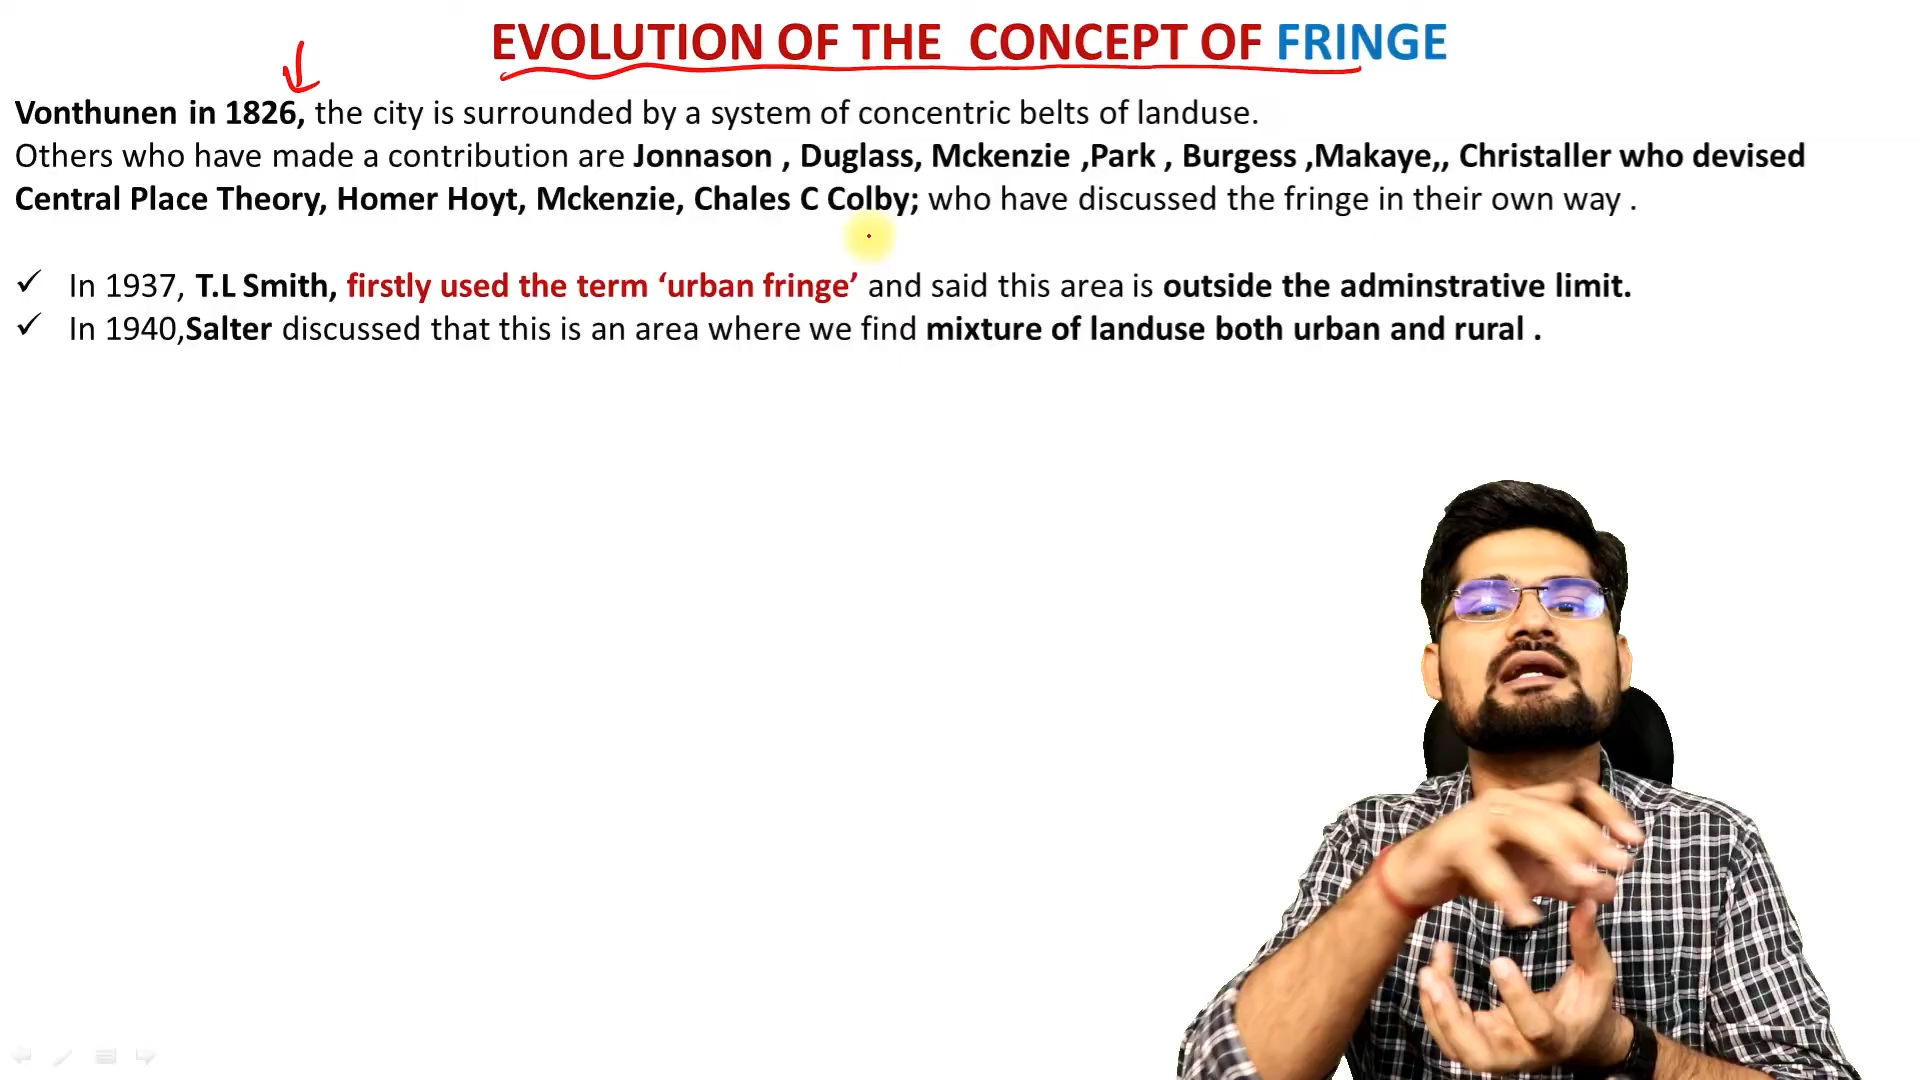 EVOLUTION OF THE CONCEPT OF FRINGE
Vonthunen in 1826, the city is surrounded by a system of concentric belts of landuse.
Others who have made a contribution are Jonnason , Duglass, Mckenzie ,Park , Burgess ,Makaye,, Christaller who devised
Central Place Theory, Homer Hoyt, Mckenzie, Chales C Colby; who have discussed the fringe in their own way .
✓ In 1937, T.L Smith, firstly used the term ‘urban fringe’ and said this area is outside the adminstrative limit.
✓ In 1940,Salter discussed that this is an area where we find mixture of landuse both urban and rural .